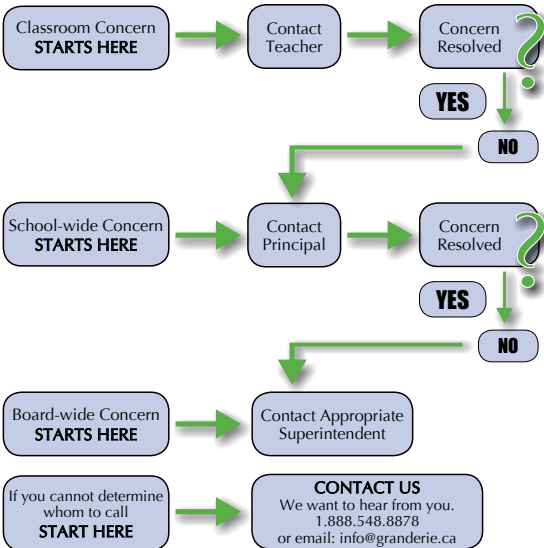 Classroom Concern
STARTS HERE
Contact
Teacher
Concern
Resolved
?
YES
NO
School-wide Concern
STARTS HERE
Contact
Principal
Concern
Resolved
?
YES
NO
Board-wide Concern
STARTS HERE
Contact Appropriate
Superintendent
If you cannot determine
whom to call
START HERE
CONTACT US
We want to hear from you.
1.888.548.8878
or email: info@granderie.ca